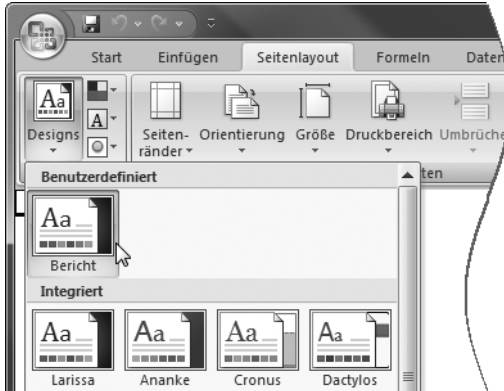 Start Einfügen Seitenlayout Formeln Daten
Aa
A
Designs Seiten- Orientierung Größe Druckbereich Umbrüche
ränder
ten
Benutzerdefiniert
Aa
Bericht
Integriert
Aa Aa Aa Aa
Larissa Ananke Cronus Dactylos